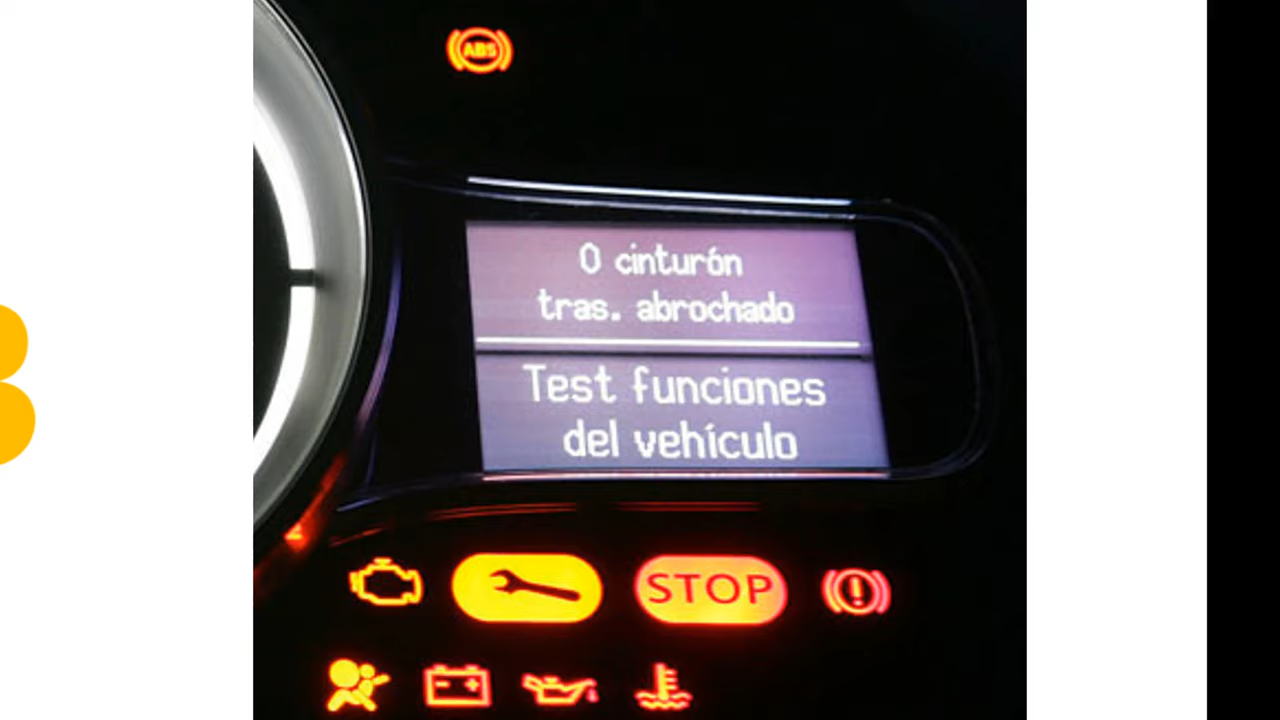 ABS
0 cinturón
tras. abrochado
Test funciones
del vehículo
STOP